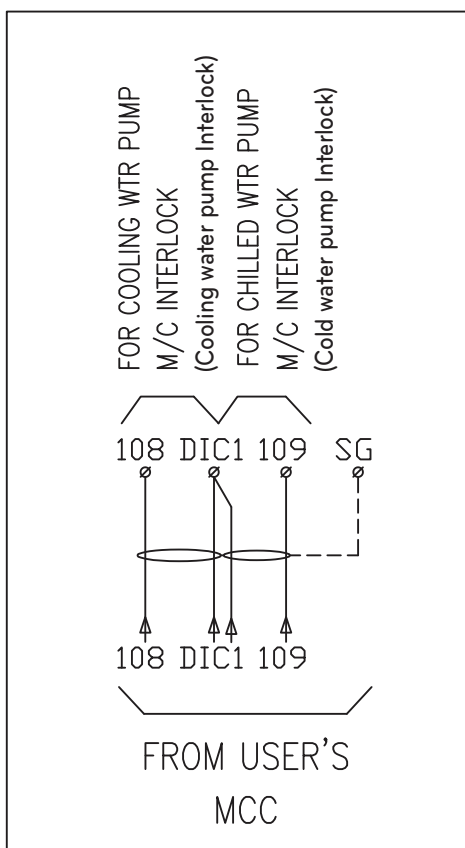 FOR COOLING WTR PUMP
M/C INTERLOCK
(Cooling water pump Interlock)
FOR CHILLED WTR PUMP
M/C INTERLOCK
(Cold water pump Interlock)
108 DIC1 109 SG
108 DIC1 109
FROM USER'S
MCC